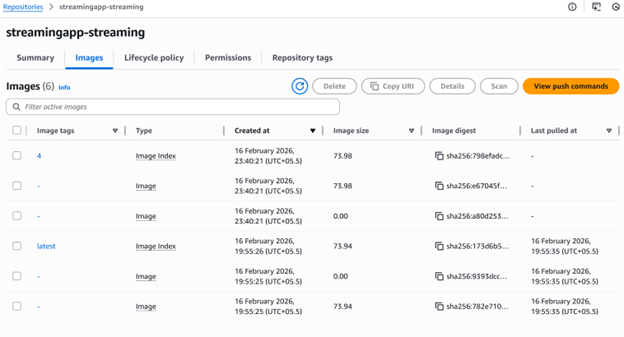 Repositories > streamingapp-streaming
streamingapp-streaming
Summary Images Lifecycle policy Permissions Repository tags
Images (6) Info Delete Copy URI Details Scan View push commands
Filter active images
Image tags Type Created at Image size Image digest Last pulled at
4 Image Index 16 February 2026, 23:40:21 (UTC+05.5) 73.98 sha256:798efadc... -
- Image 16 February 2026, 23:40:21 (UTC+05.5) 73.98 sha256:e67045f... -
- Image 16 February 2026, 23:40:21 (UTC+05.5) 0.00 sha256:a80d253... -
latest Image Index 16 February 2026, 19:55:26 (UTC+05.5) 73.94 sha256:173d6b5... 16 February 2026, 19:55:35 (UTC+05.5)
- Image 16 February 2026, 19:55:25 (UTC+05.5) 0.00 sha256:9393dcc... 16 February 2026, 19:55:35 (UTC+05.5)
- Image 16 February 2026, 19:55:25 (UTC+05.5) 73.94 sha256:782e710... 16 February 2026, 19:55:35 (UTC+05.5)